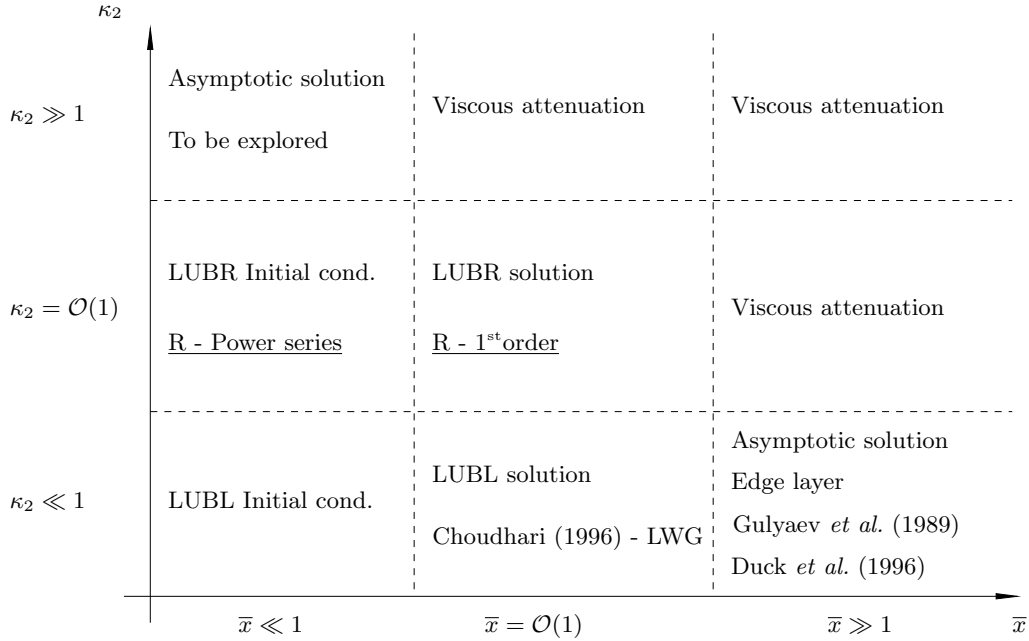 κ₂
Asymptotic solution
To be explored
Viscous attenuation
Viscous attenuation
κ₂ ≫ 1
LUBR Initial cond.
R - Power series
LUBR solution
R - 1ˢᵗorder
Viscous attenuation
κ₂ = 𝒪(1)
LUBL Initial cond.
LUBL solution
Choudhari (1996) - LWG
Asymptotic solution
Edge layer
Gulyaev et al. (1989)
Duck et al. (1996)
κ₂ ≪ 1
x̅ ≪ 1
x̅ = 𝒪(1)
x̅ ≫ 1
x̅